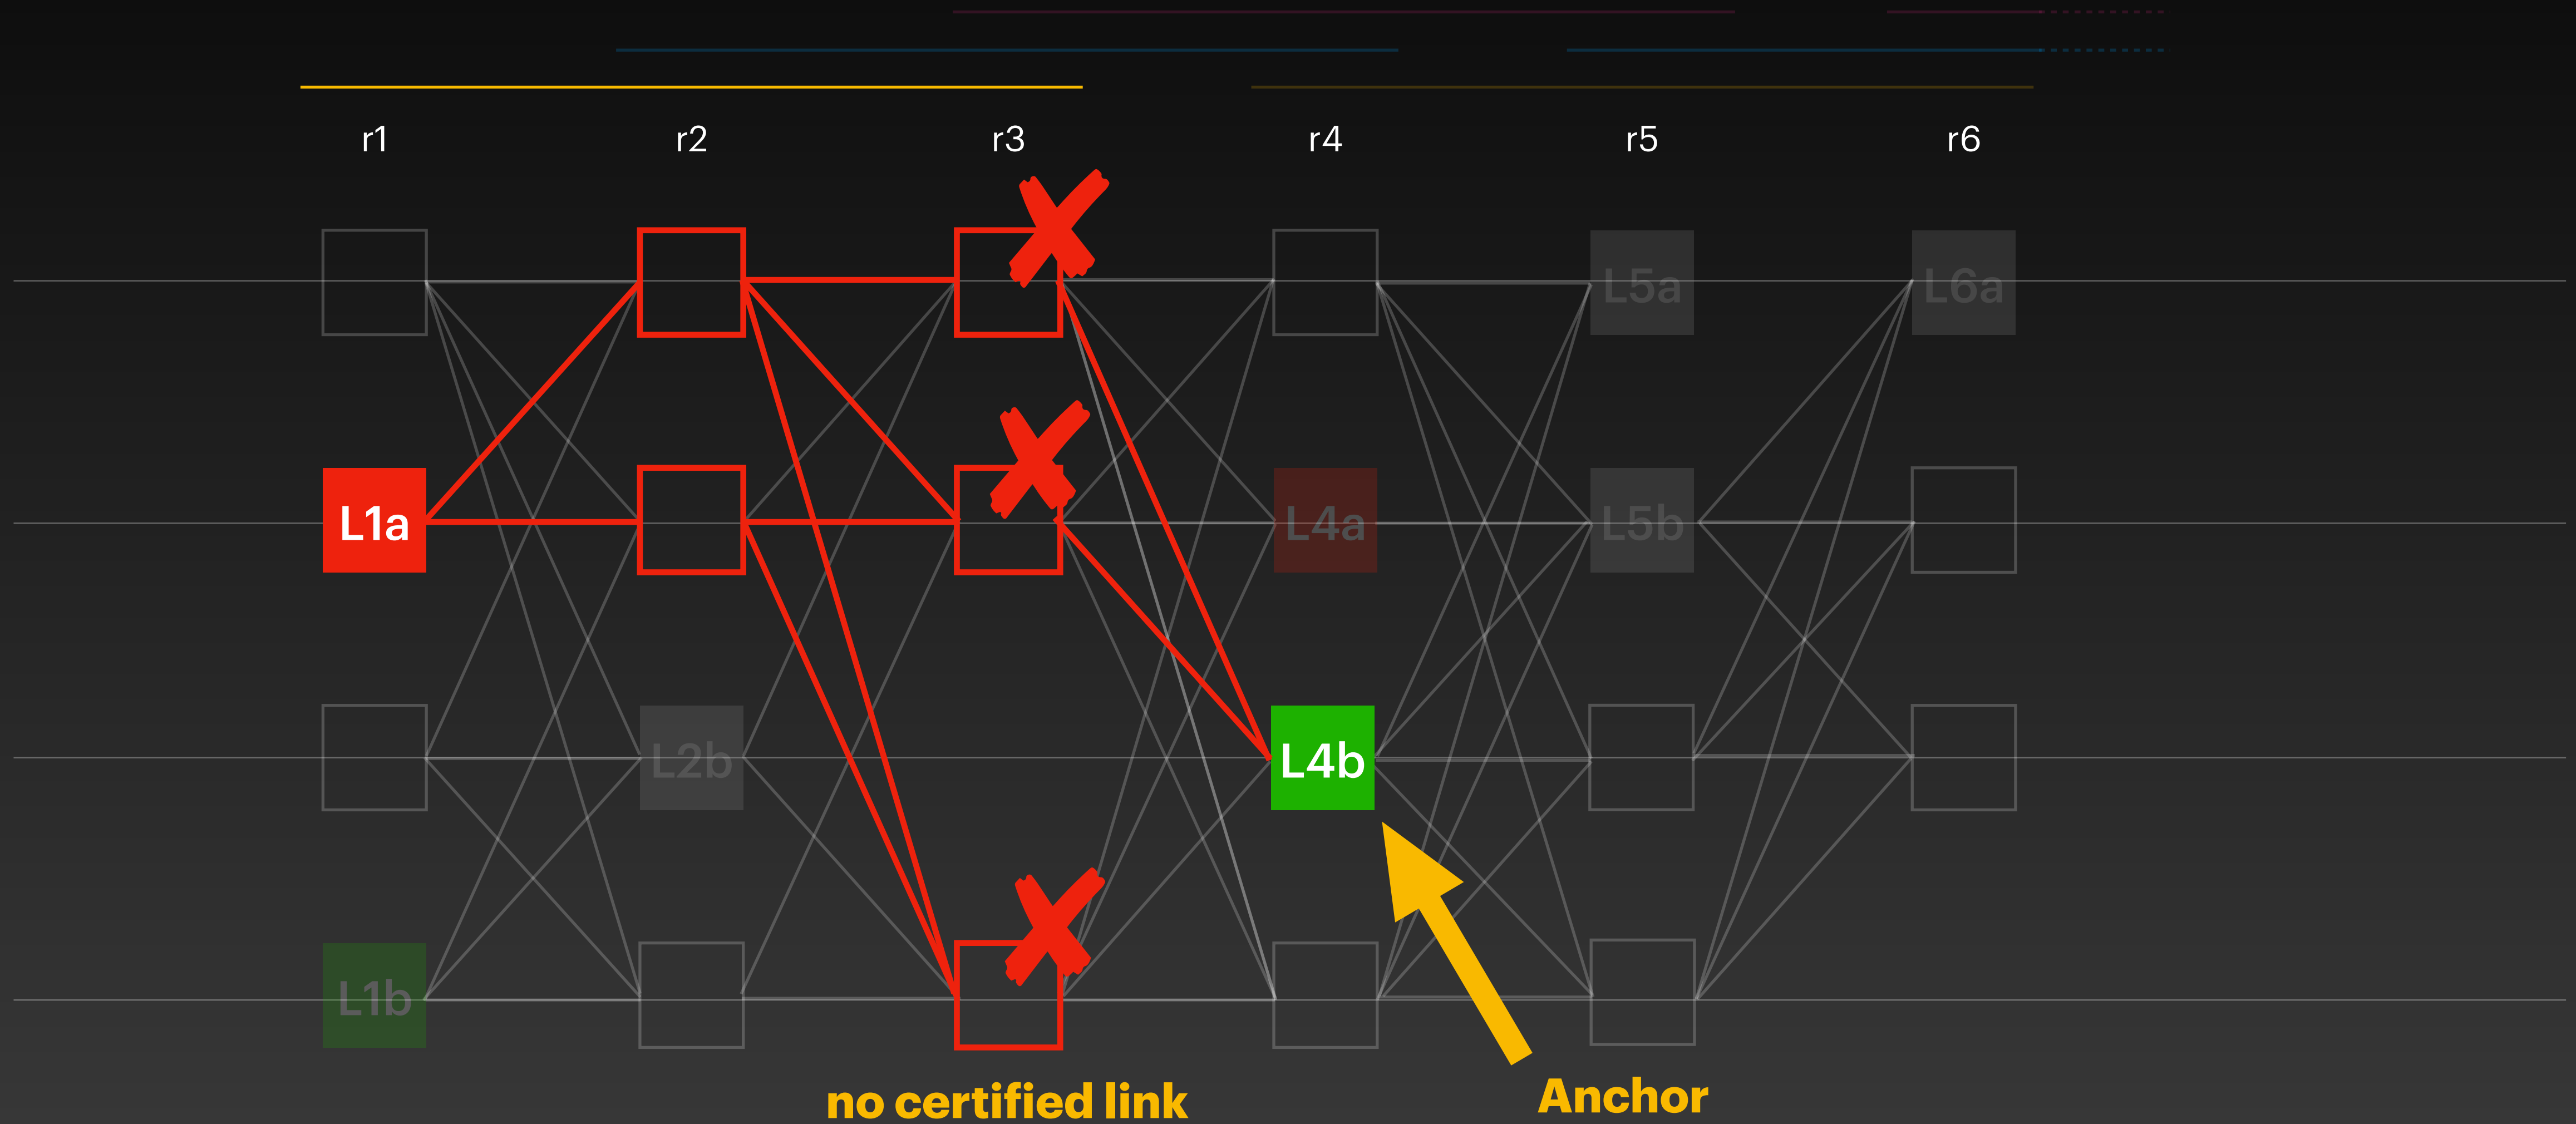 r1 r2 r3 r4 r5 r6
L5a L6a
L1a L4a L5b
L2b L4b
L1b
no certified link Anchor